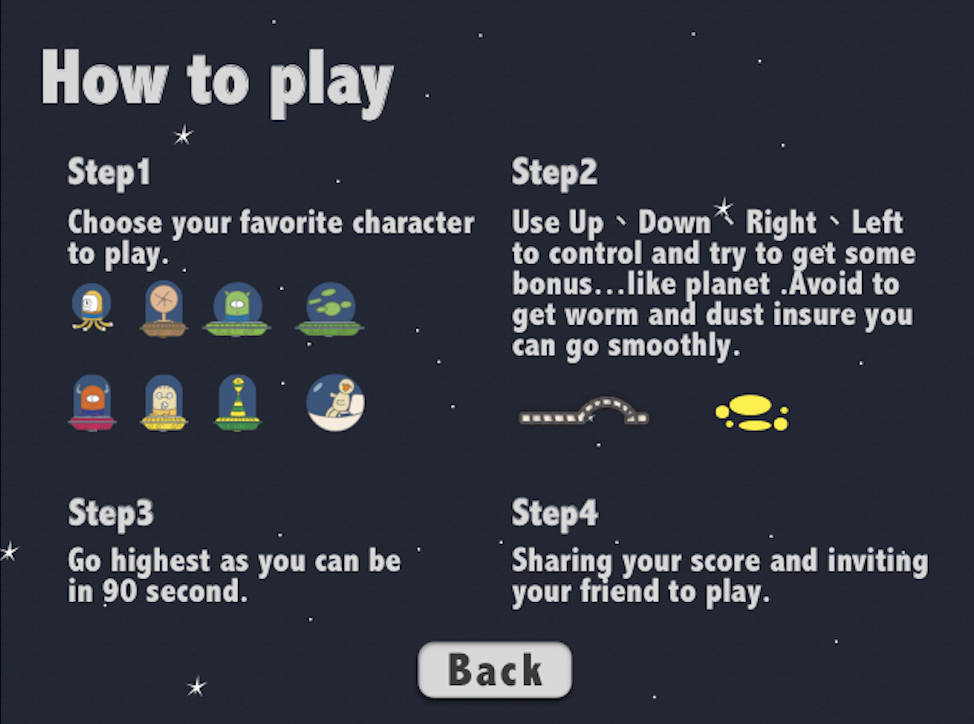 How to play
Step1
Choose your favorite character
to play.
Step2
Use Up、Down、Right、Left
to control and try to get some
bonus...like planet .Avoid to
get worm and dust insure you
can go smoothly.
Step3
Go highest as you can be
in 90 second.
Step4
Sharing your score and inviting
your friend to play.
Back